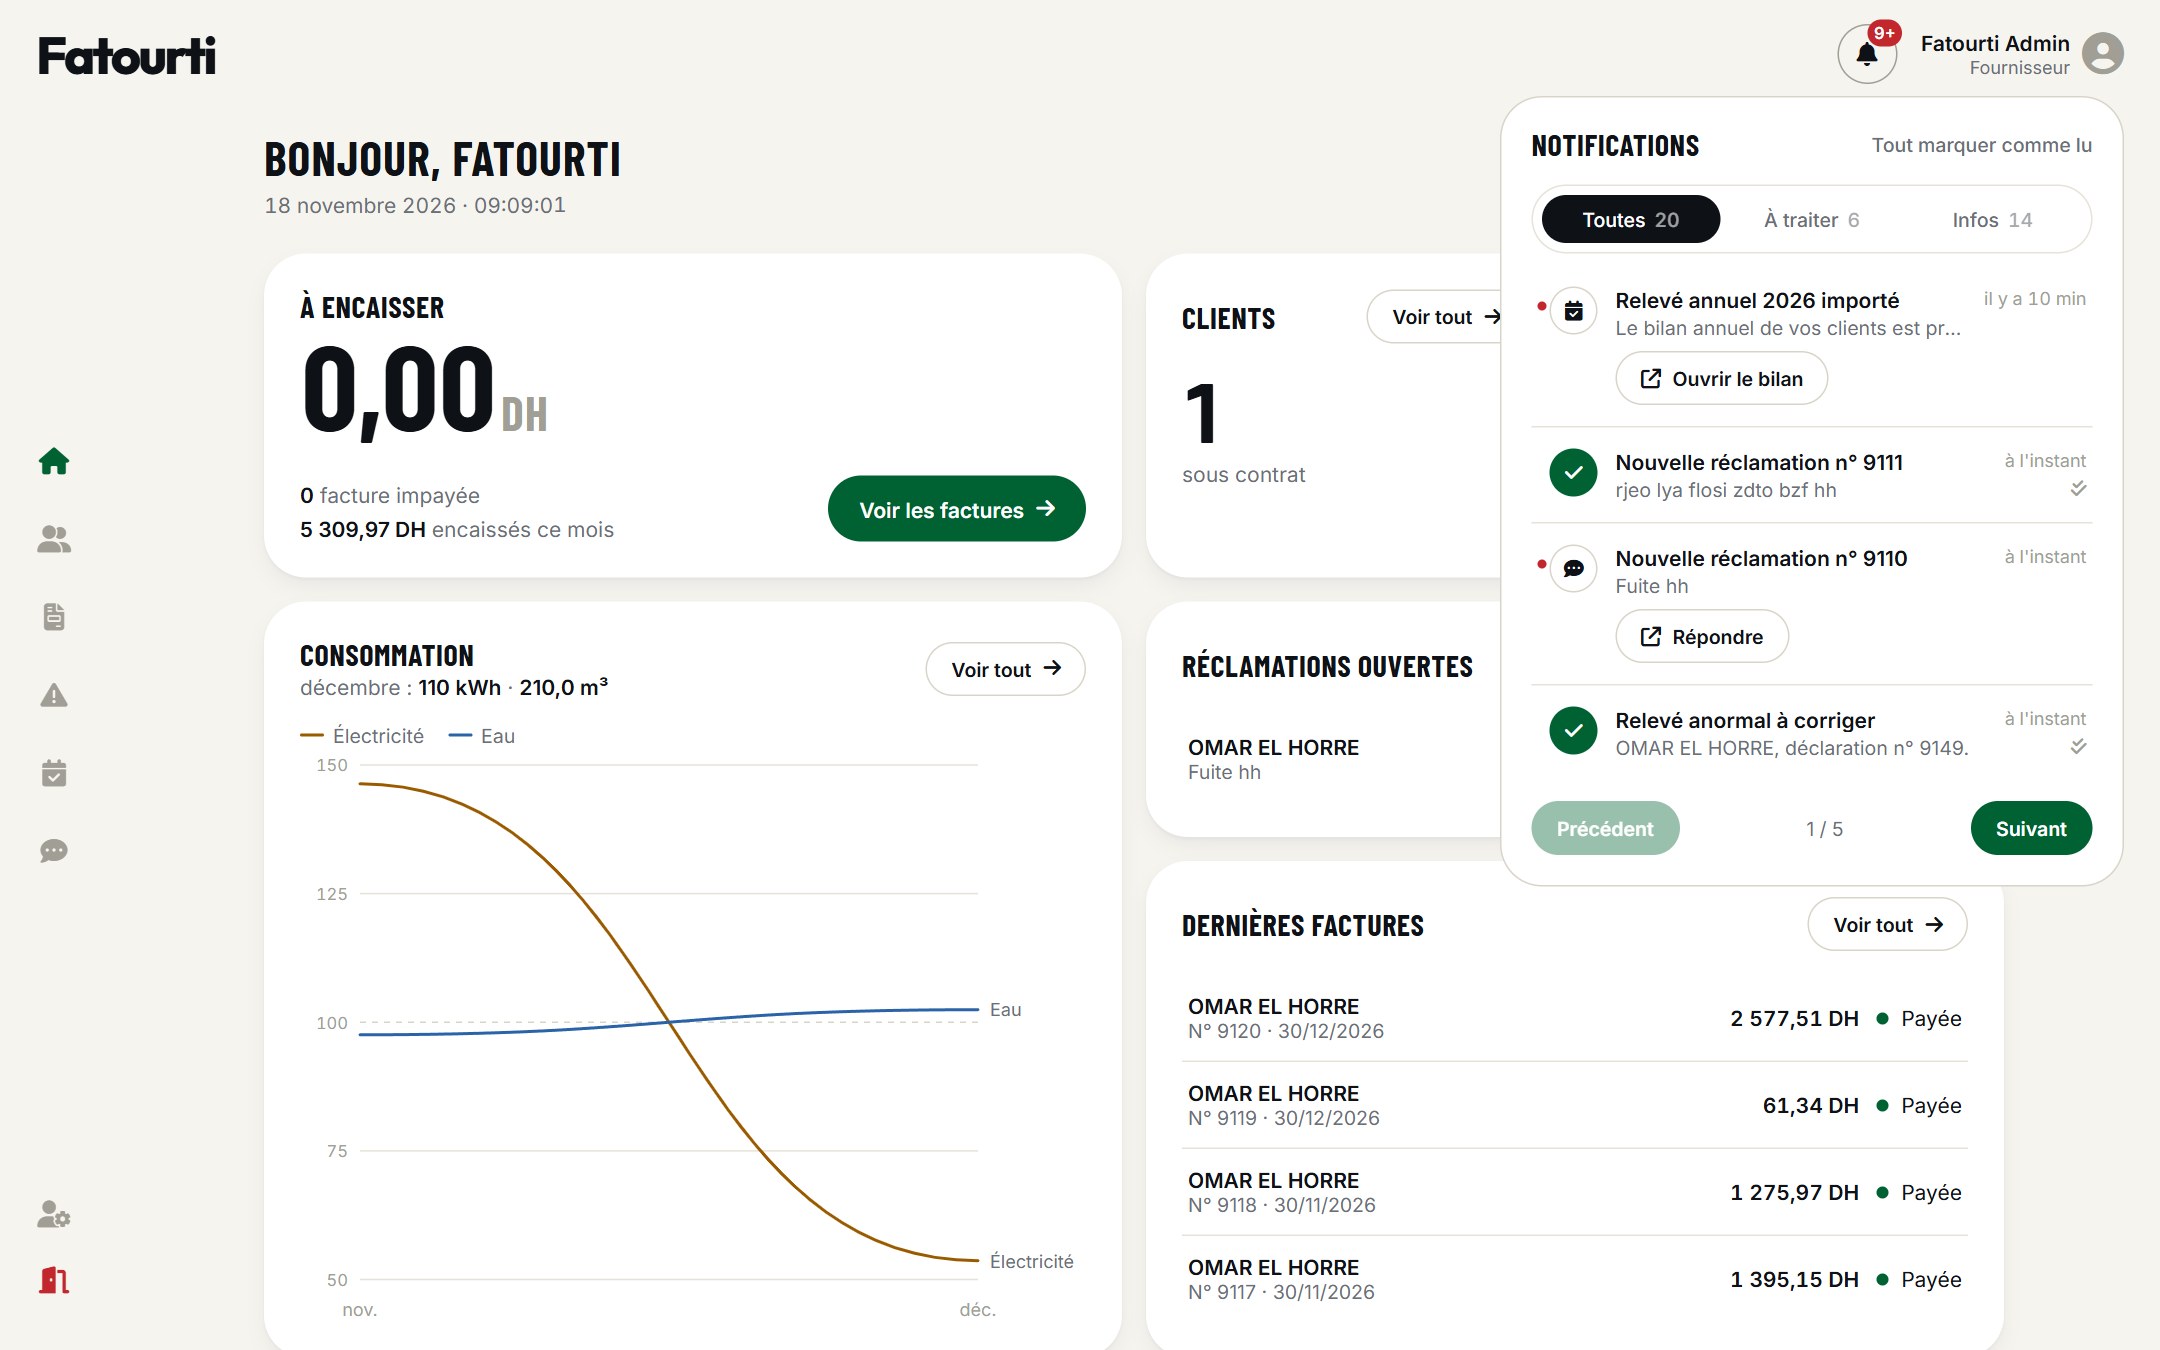 Fatourti
9+
Fatourti Admin
Fournisseur
BONJOUR, FATOURTI
18 novembre 2026 · 09:09:01
À ENCAISSER
0,00 DH
0 facture impayée
5 309,97 DH encaissés ce mois
Voir les factures
CLIENTS
Voir tout
1
sous contrat
CONSOMMATION
décembre : 110 kWh · 210,0 m³
Voir tout
Électricité
Eau
150
125
100
75
50
nov.
déc.
Eau
Électricité
RÉCLAMATIONS OUVERTES
OMAR EL HORRE
Fuite hh
DERNIÈRES FACTURES
Voir tout
OMAR EL HORRE
N° 9120 · 30/12/2026
2 577,51 DH
Payée
OMAR EL HORRE
N° 9119 · 30/12/2026
61,34 DH
Payée
OMAR EL HORRE
N° 9118 · 30/11/2026
1 275,97 DH
Payée
OMAR EL HORRE
N° 9117 · 30/11/2026
1 395,15 DH
Payée
NOTIFICATIONS
Tout marquer comme lu
Toutes 20
À traiter 6
Infos 14
Relevé annuel 2026 importé
il y a 10 min
Le bilan annuel de vos clients est pr...
Ouvrir le bilan
Nouvelle réclamation n° 9111
à l'instant
rjeo lya flosi zdto bzf hh
Nouvelle réclamation n° 9110
à l'instant
Fuite hh
Répondre
Relevé anormal à corriger
à l'instant
OMAR EL HORRE, déclaration n° 9149.
Précédent
1 / 5
Suivant